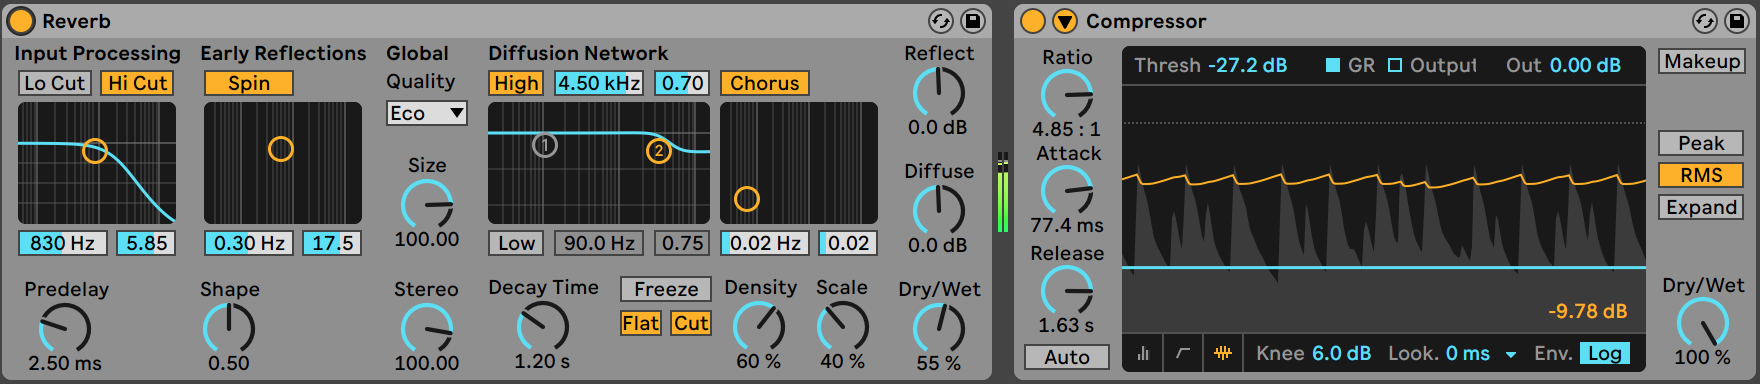 Reverb
Input Processing
Lo Cut Hi Cut
830 Hz 5.85
Predelay
2.50 ms
Early Reflections
Spin
0.30 Hz 17.5
Shape
0.50
Global
Quality
Eco
Size
100.00
Stereo
100.00
Diffusion Network
High 4.50 kHz 0.70 Chorus
1 2
Low 90.0 Hz 0.75 0.02 Hz 0.02
Decay Time
1.20 s
Freeze
Flat Cut
Density
60 %
Scale
40 %
Reflect
0.0 dB
Diffuse
0.0 dB
Dry/Wet
55 %
Compressor
Ratio
4.85 : 1
Attack
77.4 ms
Release
1.63 s
Auto
Thresh -27.2 dB GR Output Out 0.00 dB
-9.78 dB
Knee 6.0 dB Look. 0 ms Env. Log
Makeup
Peak
RMS
Expand
Dry/Wet
100 %